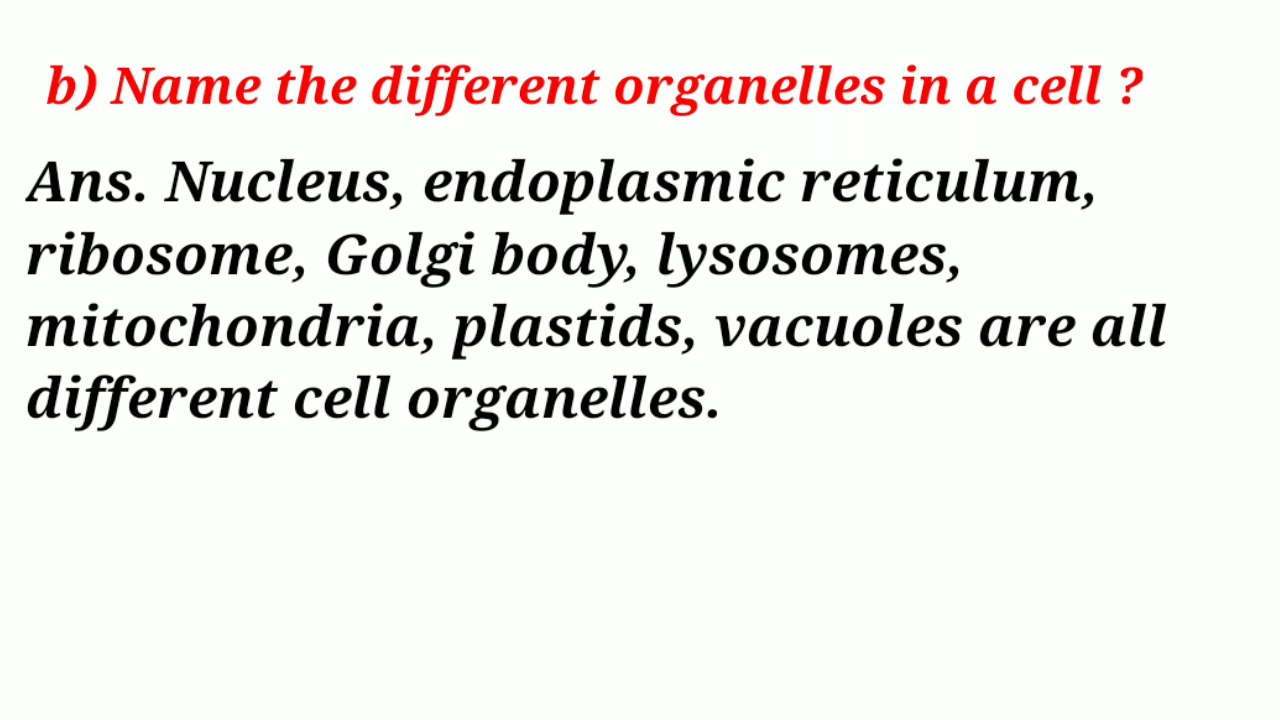 b) Name the different organelles in a cell ?
Ans. Nucleus, endoplasmic reticulum,
ribosome, Golgi body, lysosomes,
mitochondria, plastids, vacuoles are all
different cell organelles.